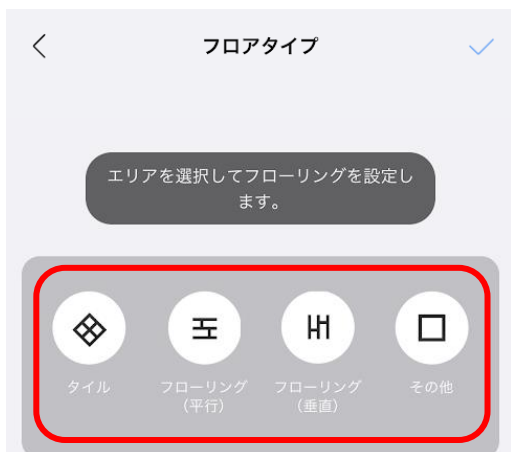 フロアタイプ
エリアを選択してフローリングを設定し
ます。
タイル
フローリング
(平行)
フローリング
(垂直)
その他